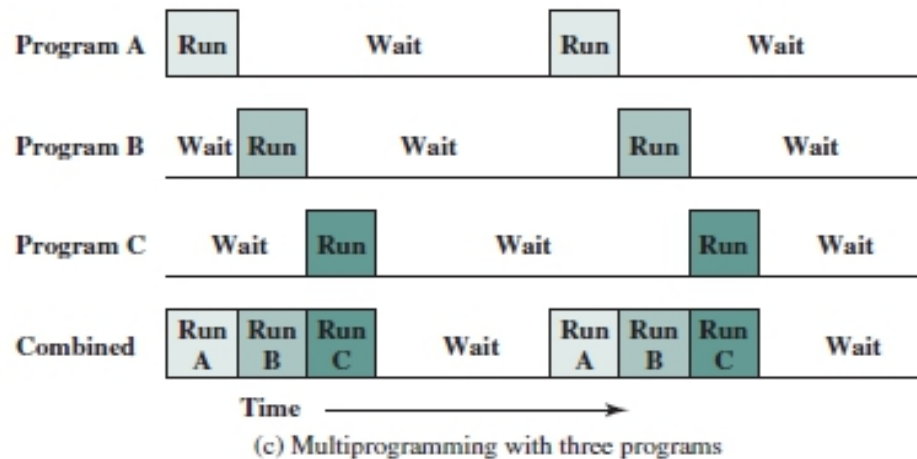 Program A Run Wait Run Wait
Program B Wait Run Wait Run Wait
Program C Wait Run Wait Run Wait
Combined Run A Run B Run C Wait Run A Run B Run C Wait
Time
(c) Multiprogramming with three programs